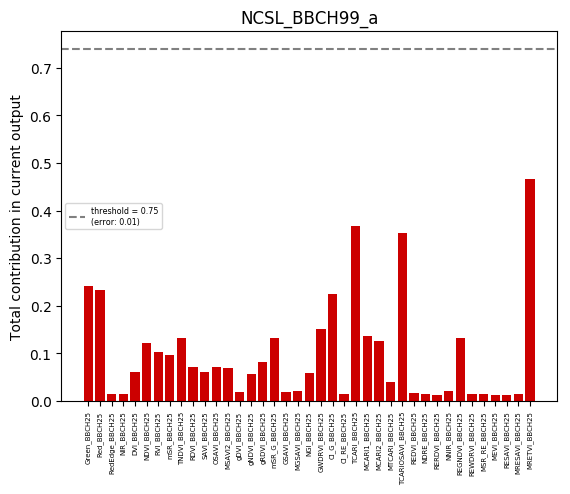 NCSL_BBCH99_a
Total contribution in current output
0.7
0.6
0.5
0.4
0.3
0.2
0.1
0.0
threshold = 0.75
(error: 0.01)
Green_BBCH25
Red_BBCH25
RedEdge_BBCH25
NIR_BBCH25
DVI_BBCH25
NDVI_BBCH25
RVI_BBCH25
mSR_BBCH25
TNDVI_BBCH25
RDVI_BBCH25
SAVI_BBCH25
OSAVI_BBCH25
MSAVI2_BBCH25
gDVI_BBCH25
gNDVI_BBCH25
gRDVI_BBCH25
mSR_G_BBCH25
GSAVI_BBCH25
MGSAVI_BBCH25
NGI_BBCH25
GWDRVI_BBCH25
CI_G_BBCH25
CI_RE_BBCH25
TCARI_BBCH25
MCARI1_BBCH25
MCARI2_BBCH25
MTCARI_BBCH25
TCARIOSAVI_BBCH25
REDVI_BBCH25
NDRE_BBCH25
RERDVI_BBCH25
NNIR_BBCH25
REGNDVI_BBCH25
REWDRVI_BBCH25
MSR_RE_BBCH25
MEVI_BBCH25
RESAVI_BBCH25
MRESAVI_BBCH25
MRETVI_BBCH25